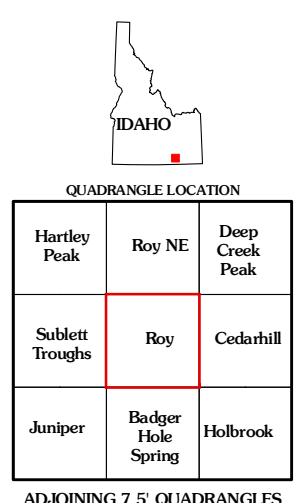 IDAHO
QUADRANGLE LOCATION
Hartley
Peak
Roy NE
Deep
Creek
Peak
Sublett
Troughs
Roy
Cedarhill
Juniper
Badger
Hole
Spring
Holbrook
ADJOINING 7.5' QUADRANGLES